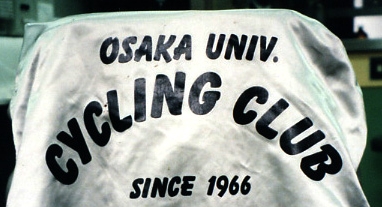 OSAKA UNIV.
CYCLING CLUB
SINCE 1966